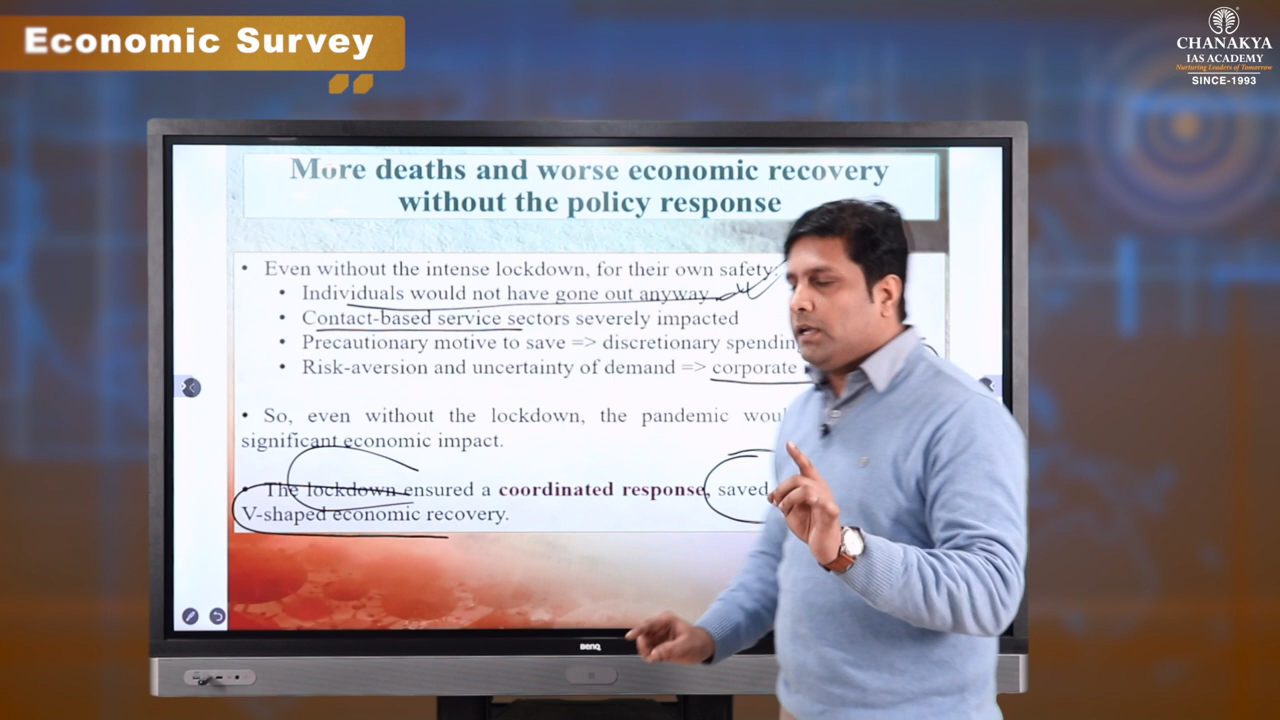 Economic Survey
CHANAKYA
IAS ACADEMY
Nurturing Leaders of Tomorrow
SINCE-1993
More deaths and worse economic recovery
without the policy response
• Even without the intense lockdown, for their own safety:
• Individuals would not have gone out anyway
• Contact-based service sectors severely impacted
• Precautionary motive to save => discretionary
• Risk-aversion and uncertainty of demand => corporate
• So, even without the lockdown, the pandemic
significant economic impact.
• The lockdown ensured a coordinated response, saved
V-shaped economic recovery.
BenQ